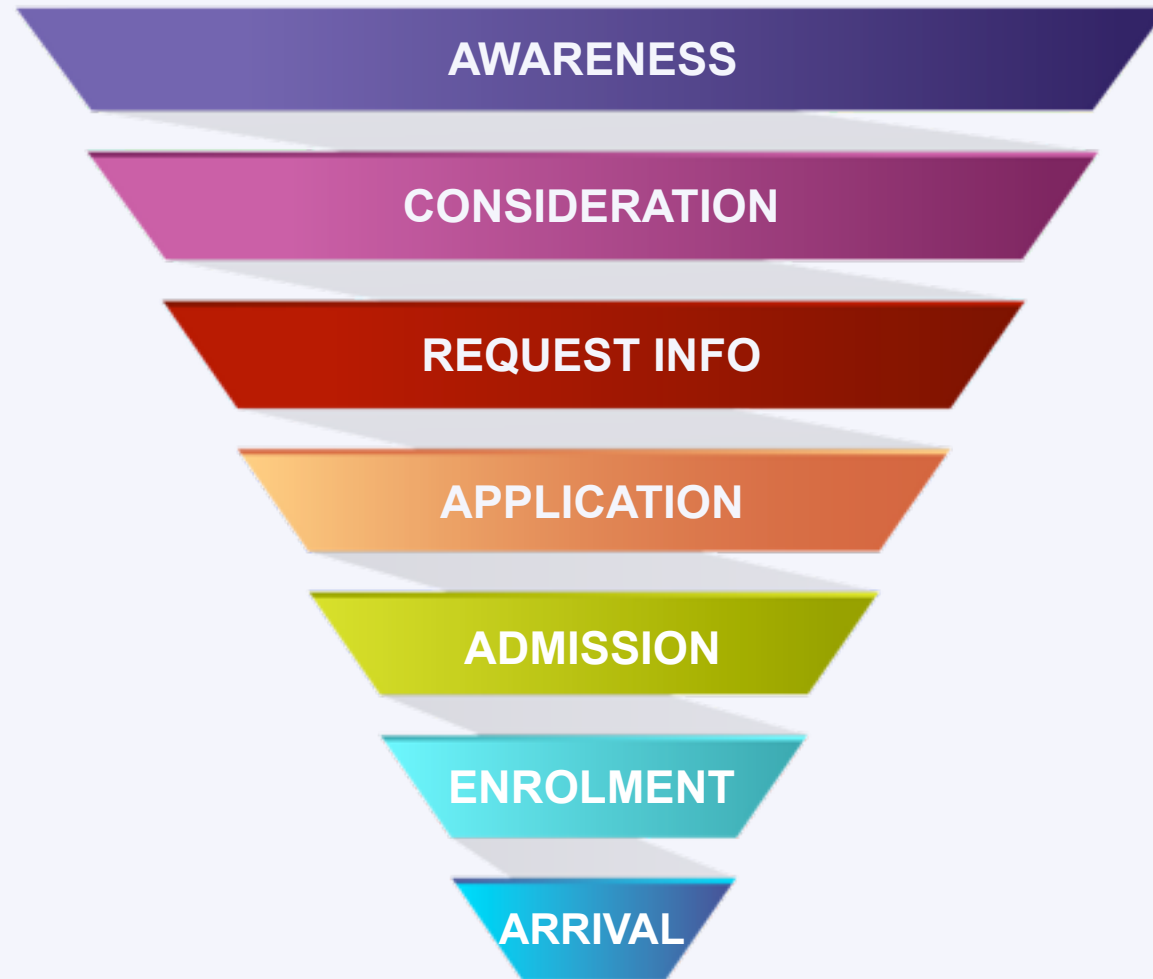 AWARENESS
CONSIDERATION
REQUEST INFO
APPLICATION
ADMISSION
ENROLMENT
ARRIVAL